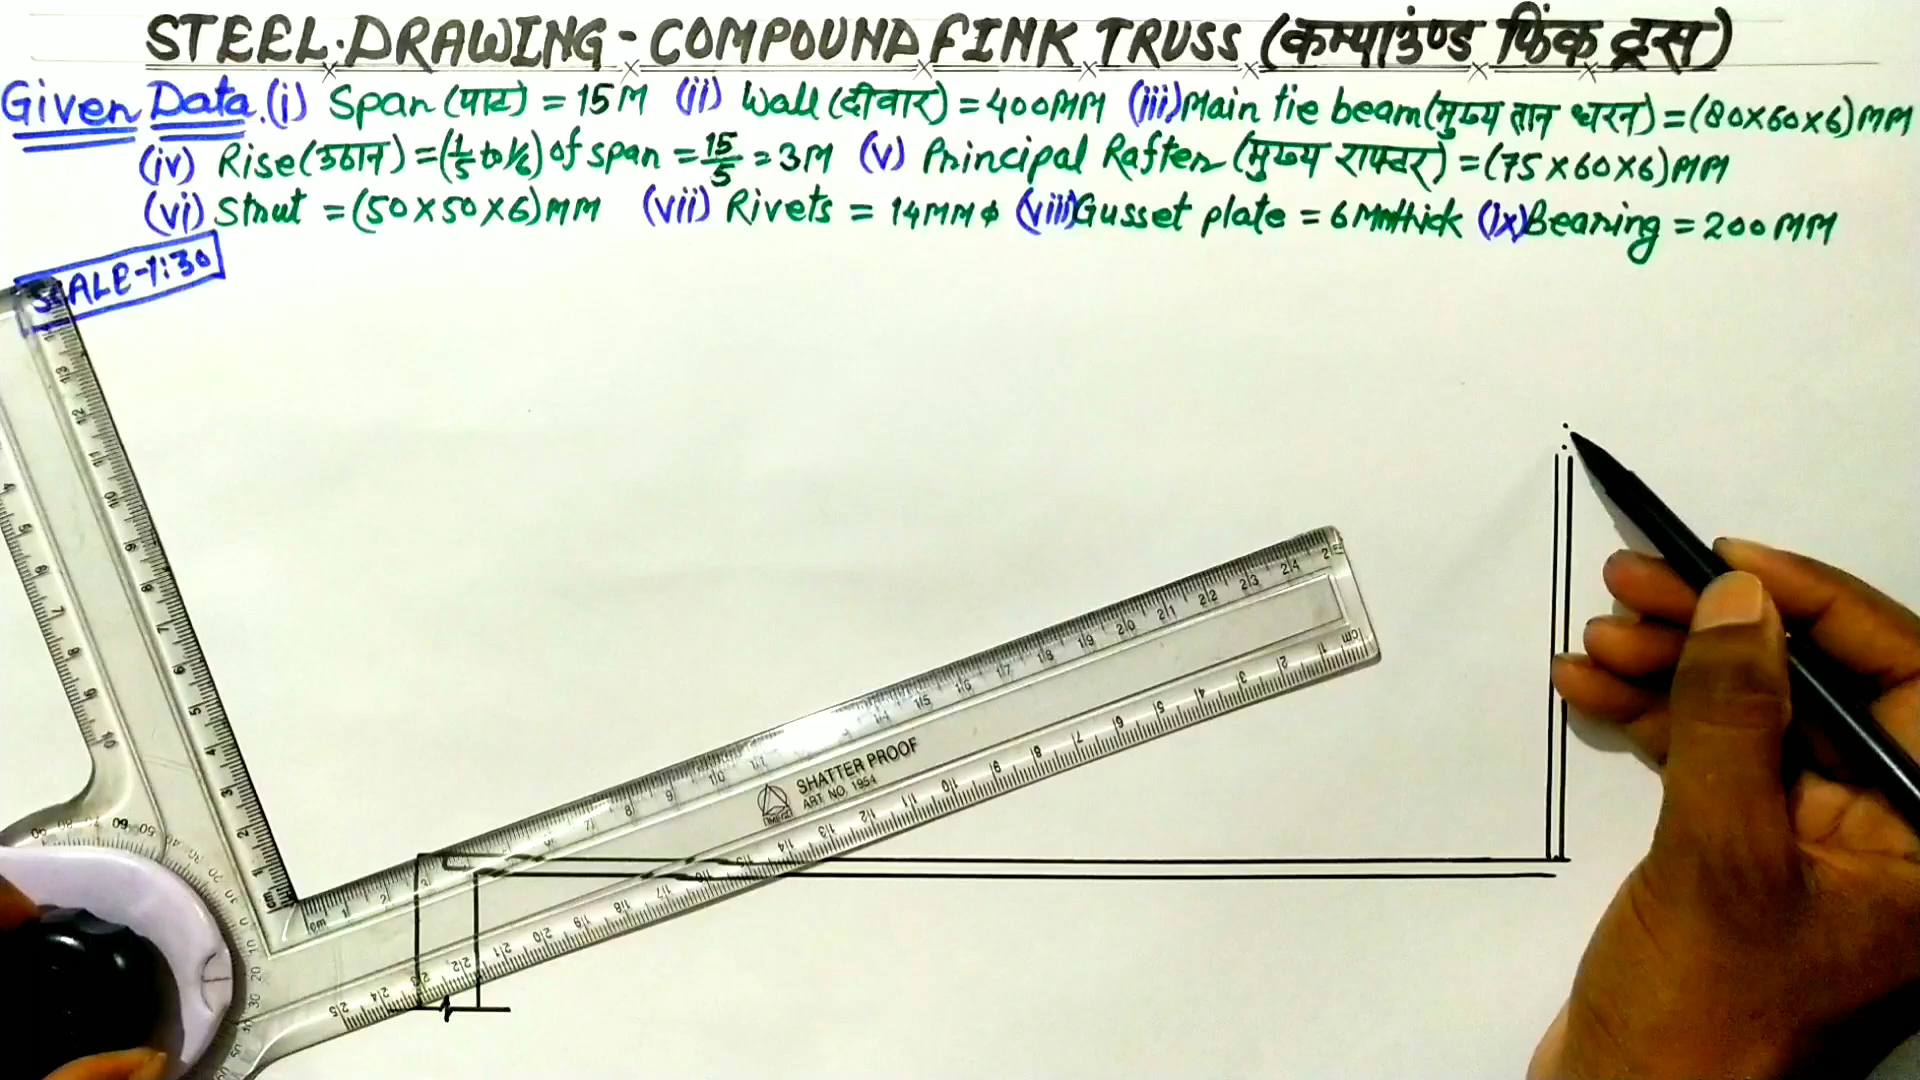 STEEL DRAWING - COMPOUND FINK TRUSS (कम्पाउण्ड फिंक ट्रस)
Given Data. (i) Span (पाट) = 15M (ii) Wall (दीवार) = 400MM (iii) Main tie beam (मुख्य तान धरन) = (80x60x6)MM
(iv) Rise (उठान) = (1/5 to 1/6) of span = 15/5 = 3M (v) Principal Rafter (मुख्य राफ्टर) = (75x60x6)MM
(vi) Strut = (50x50x6)MM (vii) Rivets = 14MM ϕ (viii) Gusset plate = 6MM thick (ix) Bearing = 200MM
SCALE-1:30
SHATTER PROOF
ART NO. 1954